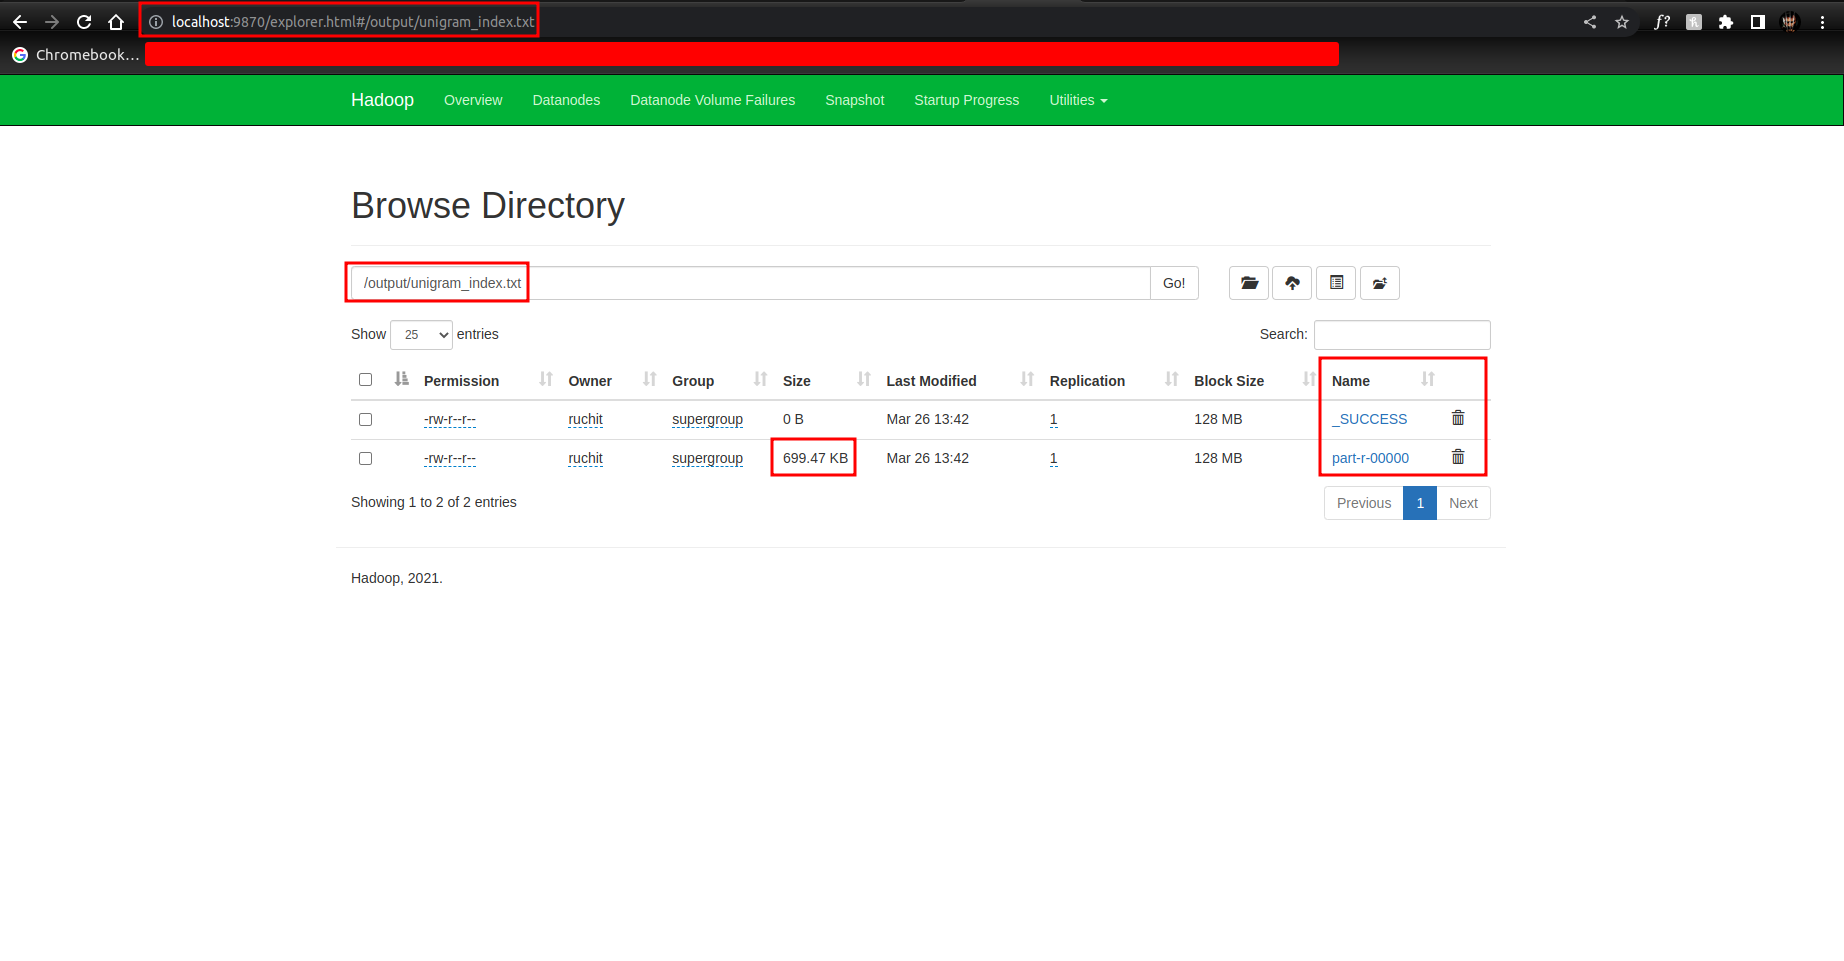 localhost:9870/explorer.html#/output/unigram_index.txt
Chromebook...
Hadoop Overview Datanodes Datanode Volume Failures Snapshot Startup Progress Utilities
Browse Directory
/output/unigram_index.txt Go!
Show 25 entries Search:
Permission Owner Group Size Last Modified Replication Block Size Name
-rw-r--r-- ruchit supergroup 0 B Mar 26 13:42 1 128 MB _SUCCESS
-rw-r--r-- ruchit supergroup 699.47 KB Mar 26 13:42 1 128 MB part-r-00000
Showing 1 to 2 of 2 entries Previous 1 Next
Hadoop, 2021.